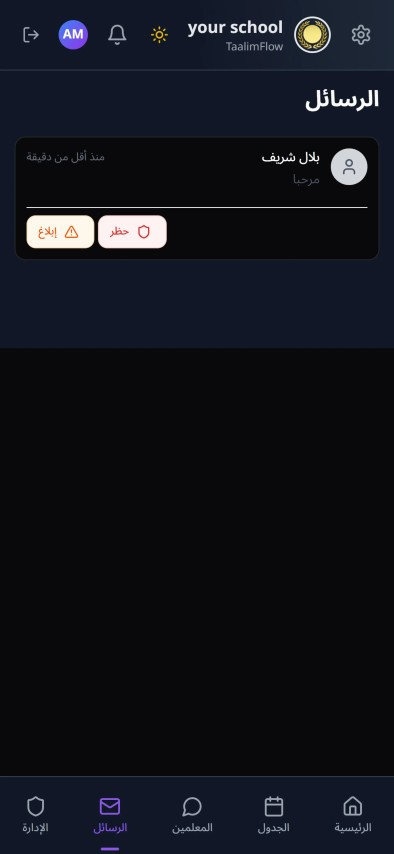 your school
TaalimFlow
AM
الرسائل
بلال شريف
منذ أقل من دقيقة
مرحبا
حظر
إبلاغ
الرئيسية
الجدول
المعلمين
الرسائل
الإدارة